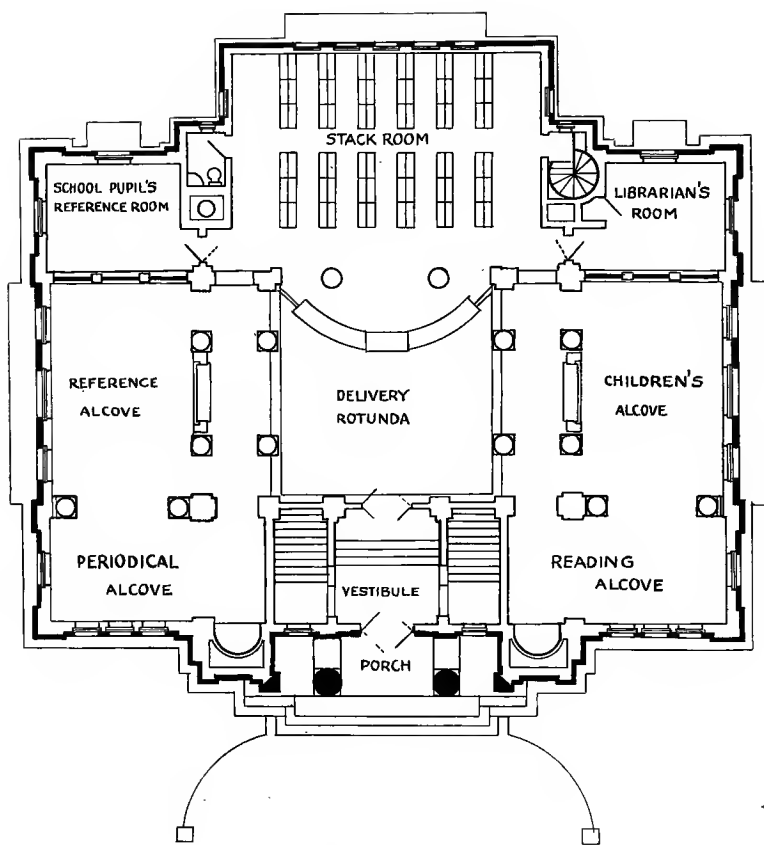 STACK ROOM
SCHOOL PUPIL'S
REFERENCE ROOM
LIBRARIAN'S
ROOM
REFERENCE
ALCOVE
DELIVERY
ROTUNDA
CHILDREN'S
ALCOVE
PERIODICAL
ALCOVE
VESTIBULE
READING
ALCOVE
PORCH